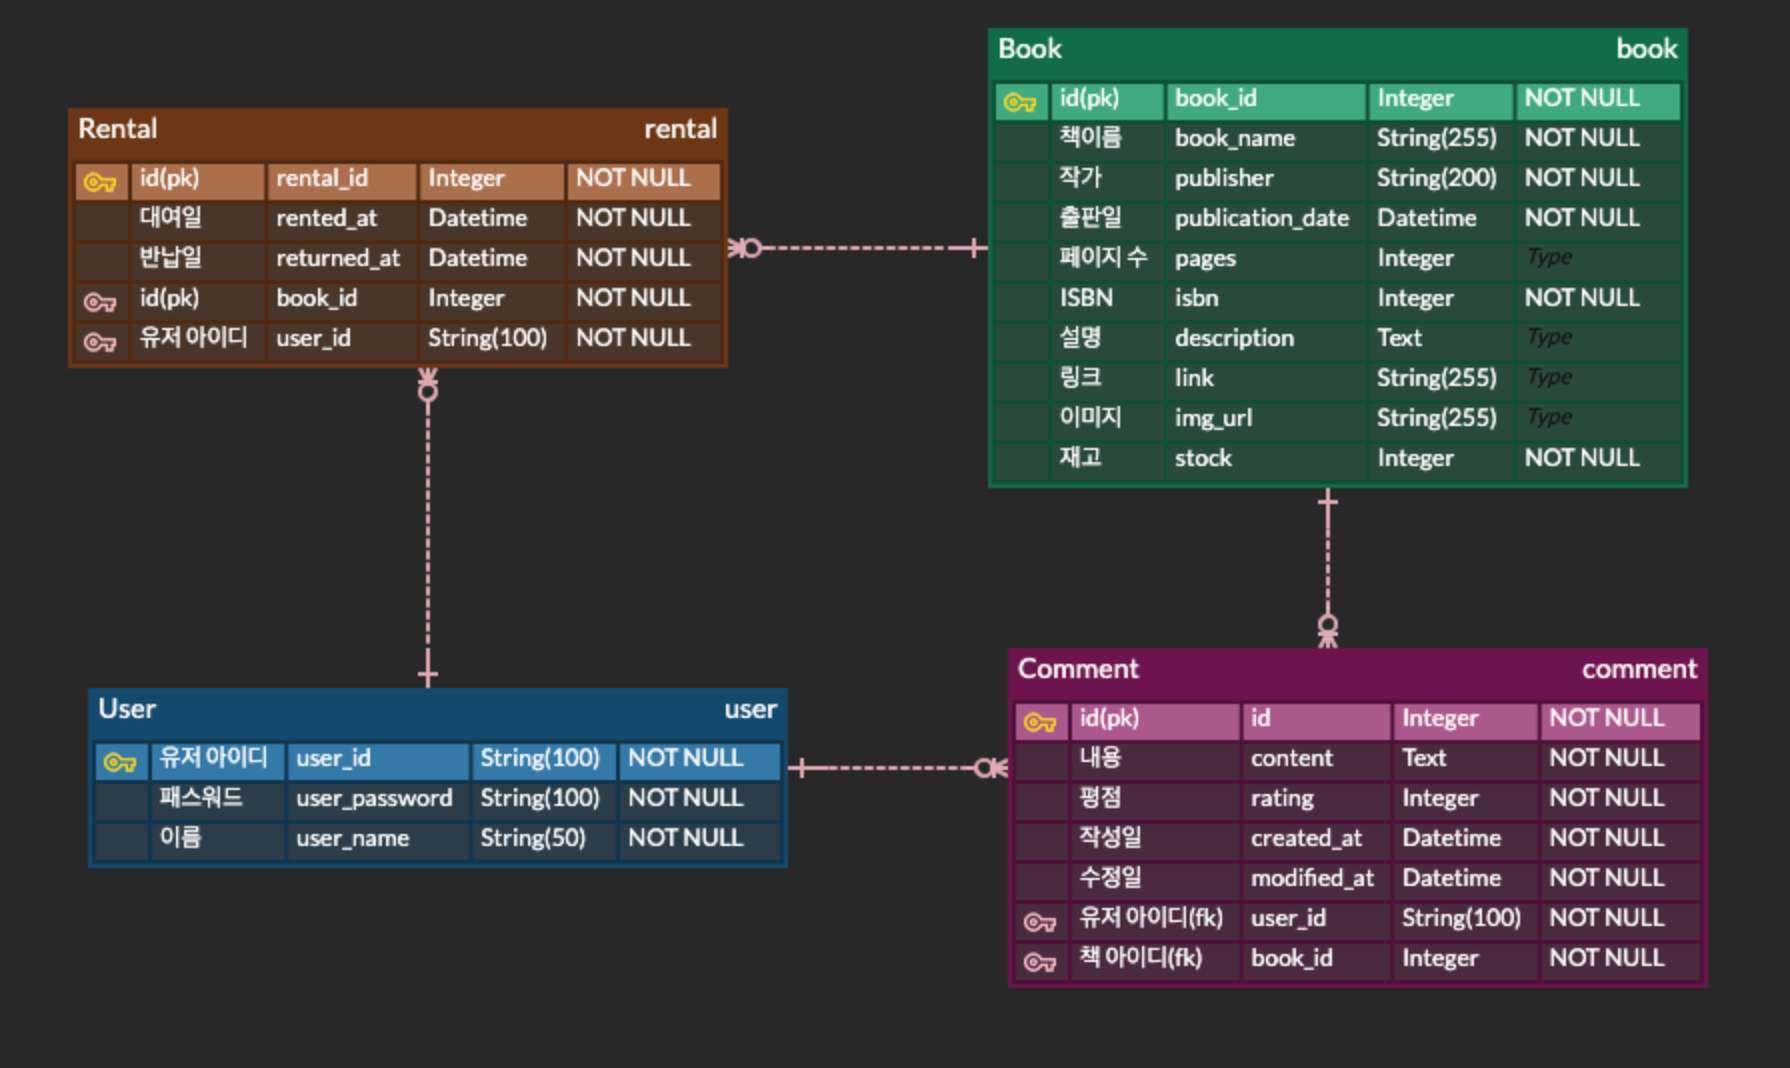 Rental rental
id(pk) rental_id Integer NOT NULL
대여일 rented_at Datetime NOT NULL
반납일 returned_at Datetime NOT NULL
id(pk) book_id Integer NOT NULL
유저 아이디 user_id String(100) NOT NULL
Book book
id(pk) book_id Integer NOT NULL
책이름 book_name String(255) NOT NULL
작가 publisher String(200) NOT NULL
출판일 publication_date Datetime NOT NULL
페이지 수 pages Integer Type
ISBN isbn Integer NOT NULL
설명 description Text Type
링크 link String(255) Type
이미지 img_url String(255) Type
재고 stock Integer NOT NULL
User user
유저 아이디 user_id String(100) NOT NULL
패스워드 user_password String(100) NOT NULL
이름 user_name String(50) NOT NULL
Comment comment
id(pk) id Integer NOT NULL
내용 content Text NOT NULL
평점 rating Integer NOT NULL
작성일 created_at Datetime NOT NULL
수정일 modified_at Datetime NOT NULL
유저 아이디(fk) user_id String(100) NOT NULL
책 아이디(fk) book_id Integer NOT NULL